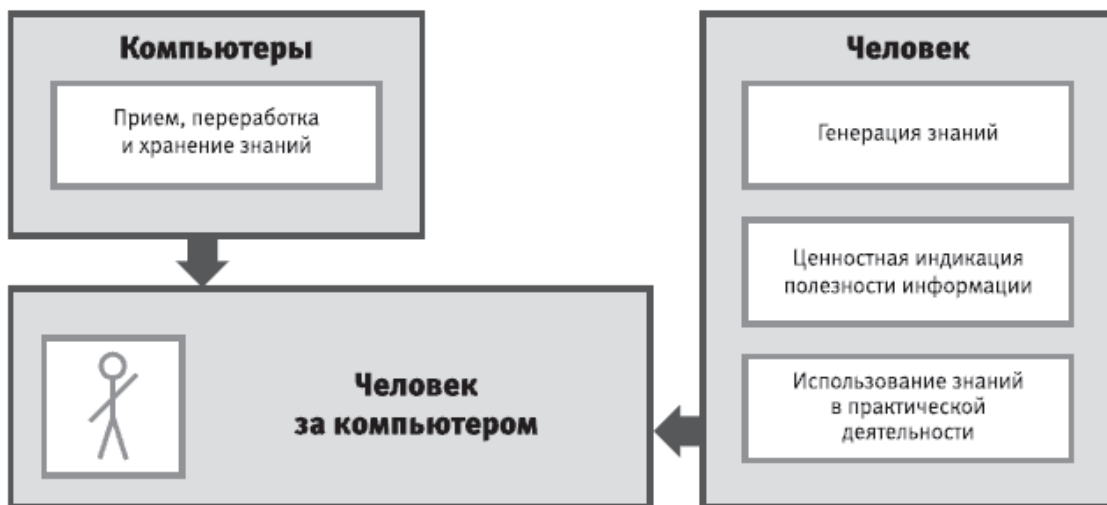 Компьютеры
Прием, переработка
и хранение знаний
Человек
Генерация знаний
Ценностная индикация
полезности информации
Использование знаний
в практической
деятельности
Человек
за компьютером